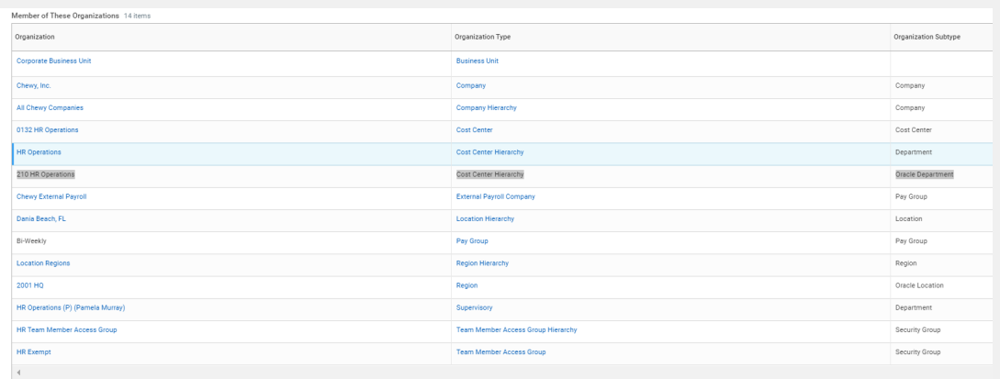 Member of These Organizations 14 items
Organization Organization Type Organization Subtype
Corporate Business Unit Business Unit
Chewy, Inc. Company Company
All Chewy Companies Company Hierarchy Company
0132 HR Operations Cost Center Cost Center
HR Operations Cost Center Hierarchy Department
210 HR Operations Cost Center Hierarchy Oracle Department
Chewy External Payroll External Payroll Company Pay Group
Dania Beach, FL Location Hierarchy Location
Bi-Weekly Pay Group Pay Group
Location Regions Region Hierarchy Region
2001 HQ Region Oracle Location
HR Operations (P) (Pamela Murray) Supervisory Department
HR Team Member Access Group Team Member Access Group Hierarchy Security Group
HR Exempt Team Member Access Group Security Group